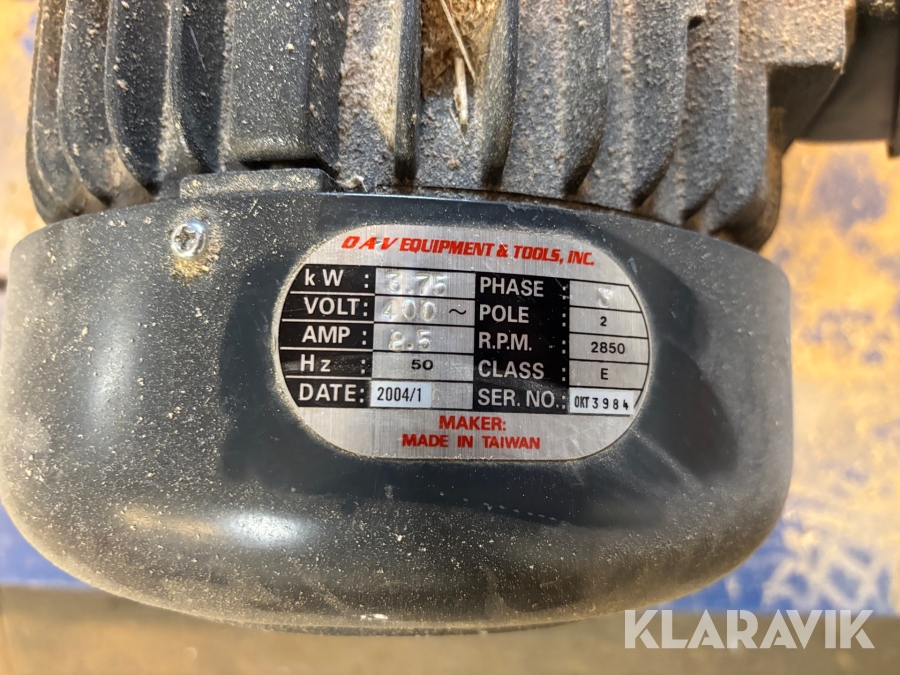 O A-V EQUIPMENT & TOOLS, INC.
kW : 3.75 PHASE : 3
VOLT: 400 ~ POLE : 2
AMP : 8.5 R.P.M. : 2850
Hz : 50 CLASS : E
DATE: 2004/1 SER. NO.: OKT3984
MAKER:
MADE IN TAIWAN
KLARAVIK